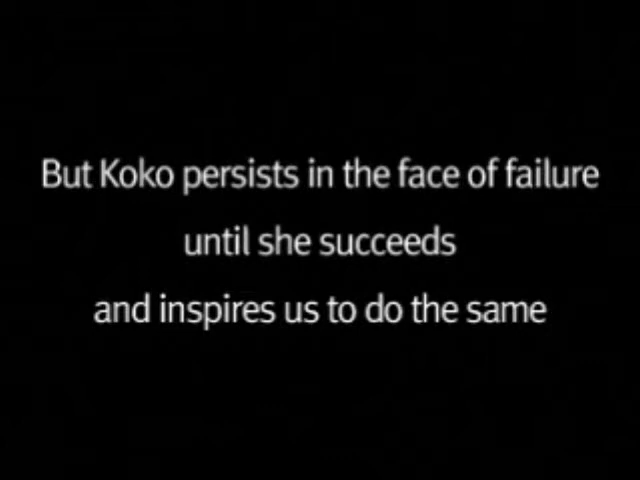 But Koko persists in the face of failure
until she succeeds
and inspires us to do the same